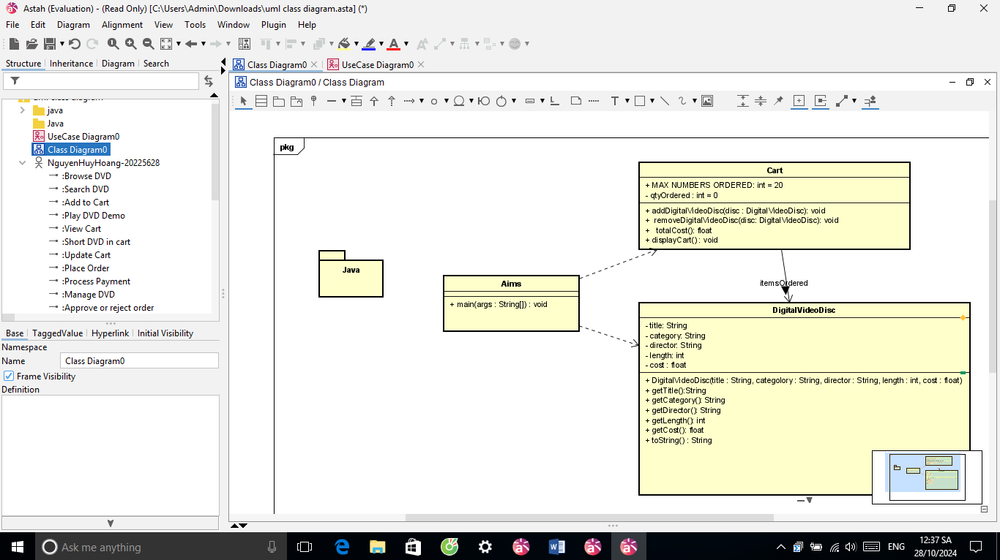 Astah (Evaluation) - (Read Only) [C:\Users\Admin\Downloads\uml class diagram.asta] (*)
File Edit Diagram Alignment View Tools Window Plugin Help
Structure Inheritance Diagram Search
Class Diagram0 UseCase Diagram0
Class Diagram0 / Class Diagram
java
Java
UseCase Diagram0
Class Diagram0
NguyenHuyHoang-20225628
:Browse DVD
:Search DVD
:Add to Cart
:Play DVD Demo
:View Cart
:Short DVD in cart
:Update Cart
:Place Order
:Process Payment
:Manage DVD
:Approve or reject order
Base TaggedValue Hyperlink Initial Visibility
Namespace
Name Class Diagram0
Frame Visibility
Definition
pkg
Java
Aims
+ main(args : String[]) : void
Cart
+ MAX NUMBERS ORDERED: int = 20
- qtyOrdered : int = 0
+ addDigitalVideoDisc(disc : DigitalVideoDisc): void
+ removeDigitalVideoDisc(disc: DigitalVideoDisc): void
+ totalCost(): float
+ displayCart() : void
itemsOrdered
DigitalVideoDisc
- title: String
- category: String
- director: String
- length: int
- cost : float
+ DigitalVideoDisc(title : String, categolory : String, director : String, length : int, cost : float)
+ getTitle():String
+ getCategory(): String
+ getDirector(): String
+ getLength(): int
+ getCost(): float
+ toString() : String
Ask me anything
ENG
12:37 SA
28/10/2024